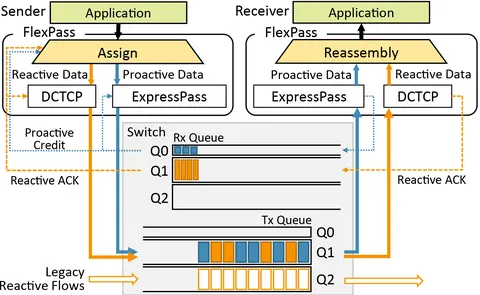 Sender
Application
Receiver
Application
FlexPass
Assign
FlexPass
Reassembly
Reactive Data
Proactive Data
Proactive Data
Reactive Data
DCTCP
ExpressPass
ExpressPass
DCTCP
Proactive
Credit
Switch
Rx Queue
Q0
Q1
Q2
Reactive ACK
Reactive ACK
Tx Queue
Q0
Q1
Q2
Legacy
Reactive Flows